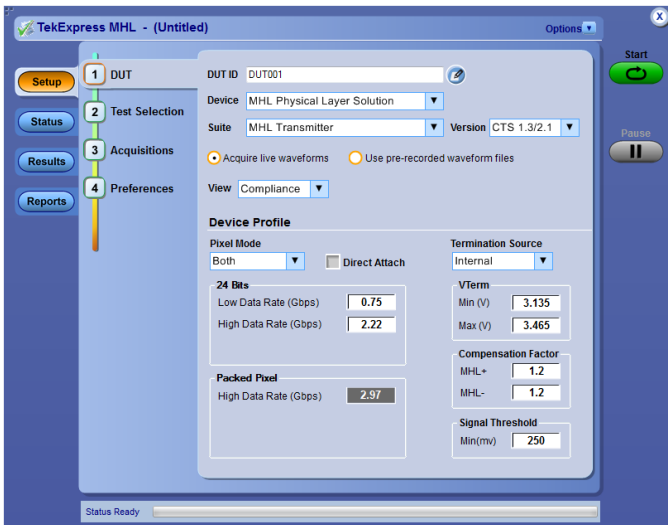 TekExpress MHL - (Untitled)
Options
X
Start
Pause
Setup
Status
Results
Reports
1 DUT
2 Test Selection
3 Acquisitions
4 Preferences
DUT ID DUT001
Device MHL Physical Layer Solution
Suite MHL Transmitter Version CTS 1.3/2.1
Acquire live waveforms Use pre-recorded waveform files
View Compliance
Device Profile
Pixel Mode
Both
Direct Attach
24 Bits
Low Data Rate (Gbps) 0.75
High Data Rate (Gbps) 2.22
Packed Pixel
High Data Rate (Gbps) 2.97
Termination Source
Internal
VTerm
Min (V) 3.135
Max (V) 3.465
Compensation Factor
MHL+ 1.2
MHL- 1.2
Signal Threshold
Min(mv) 250
Status Ready